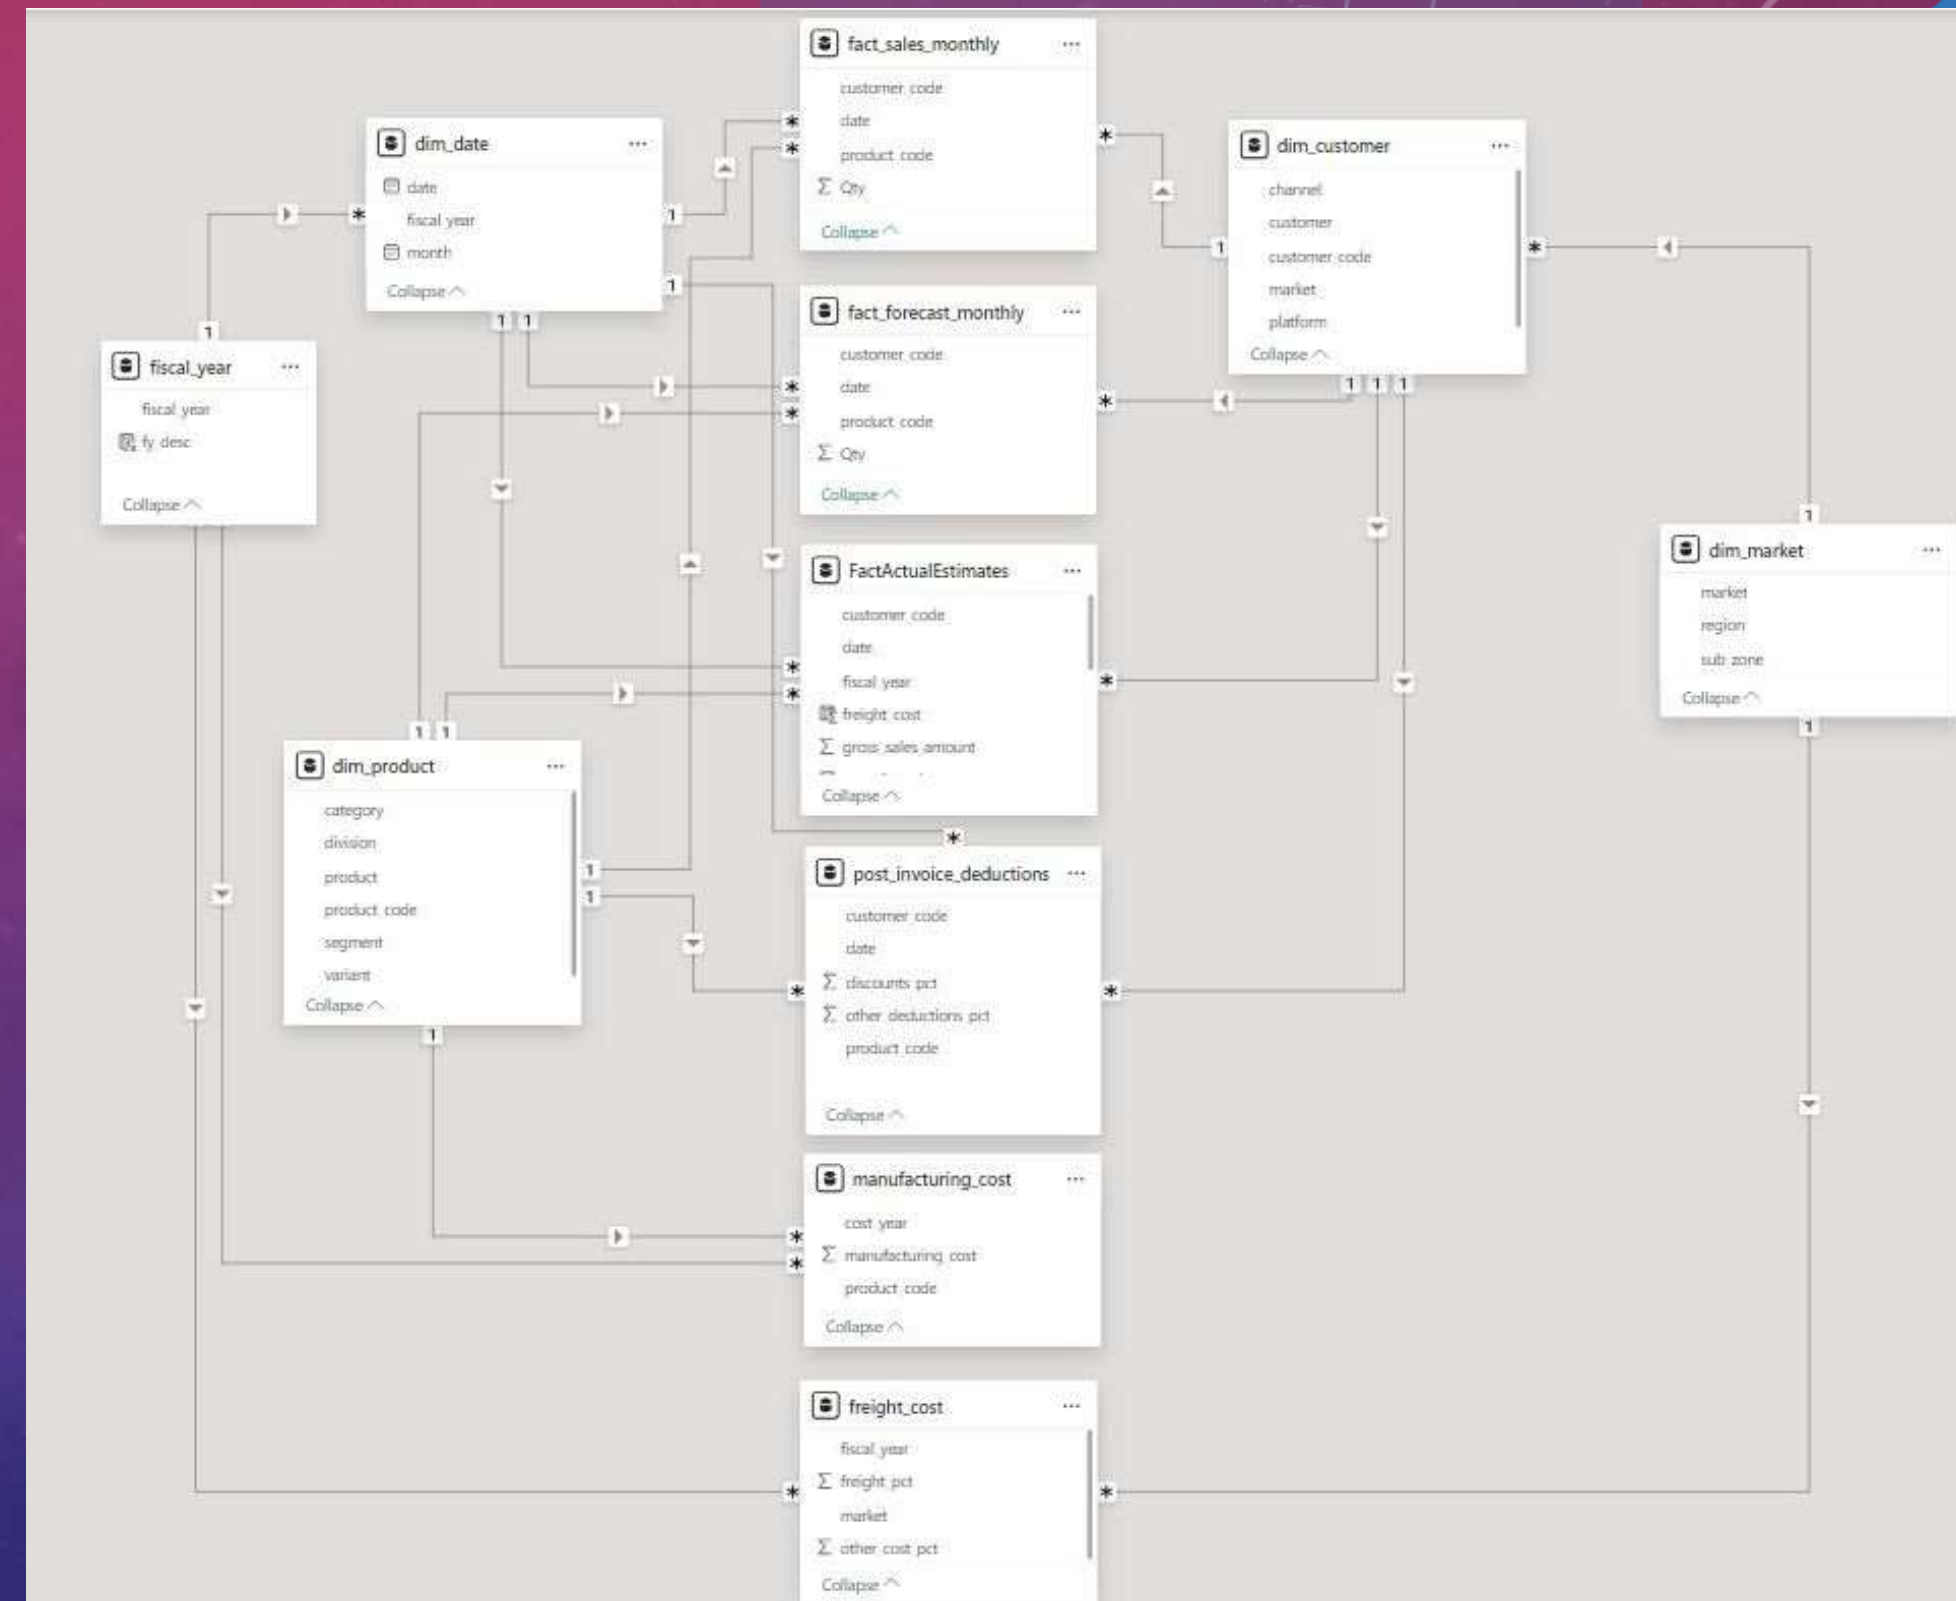 fact_sales_monthly ...
customer_code
date
product_code
Σ Qty
Collapse
dim_date ...
date
fiscal_year
month
Collapse
dim_customer ...
channel
customer
customer_code
market
platform
Collapse
fact_forecast_monthly ...
customer_code
date
product_code
Σ Qty
Collapse
fiscal_year ...
fiscal_year
fy_desc
Collapse
FactActualEstimates ...
customer_code
date
fiscal_year
freight_cost
Σ gross_sales_amount
Collapse
dim_market ...
market
region
sub_zone
Collapse
dim_product ...
category
division
product
product_code
segment
variant
Collapse
post_invoice_deductions ...
customer_code
date
Σ discounts_pct
Σ other_deductions_pct
product_code
Collapse
manufacturing_cost ...
cost_year
Σ manufacturing_cost
product_code
Collapse
freight_cost ...
fiscal_year
Σ freight_pct
market
Σ other_cost_pct
Collapse